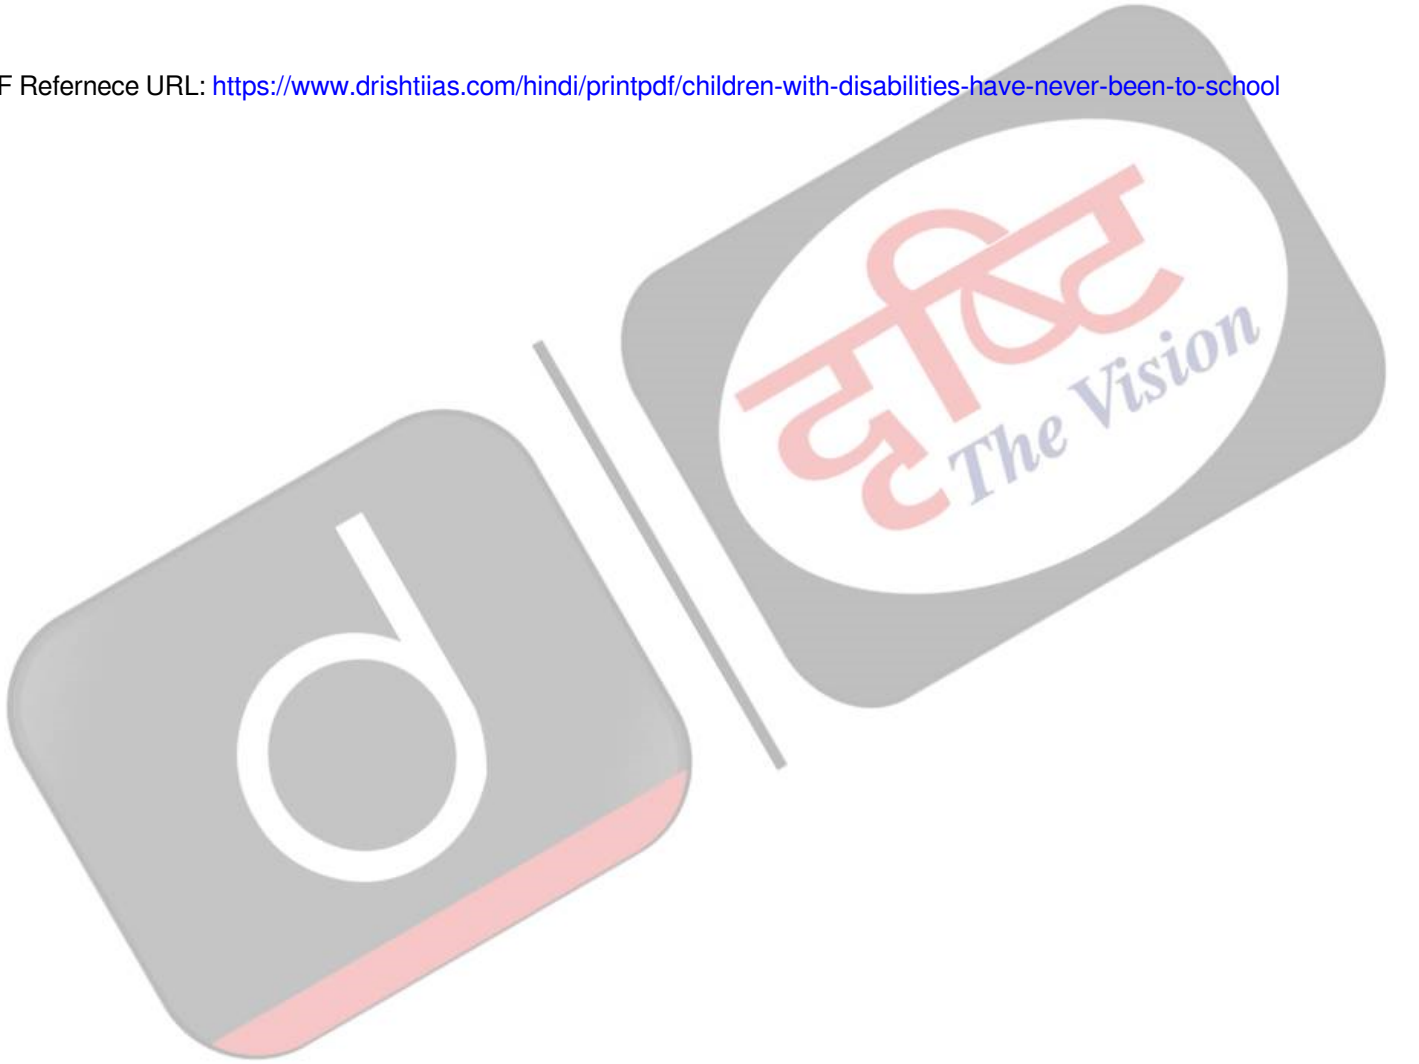 F Refernece URL: https://www.drishtiias.com/hindi/printpdf/children-with-disabilities-have-never-been-to-school
दृष्टि
The Vision
d